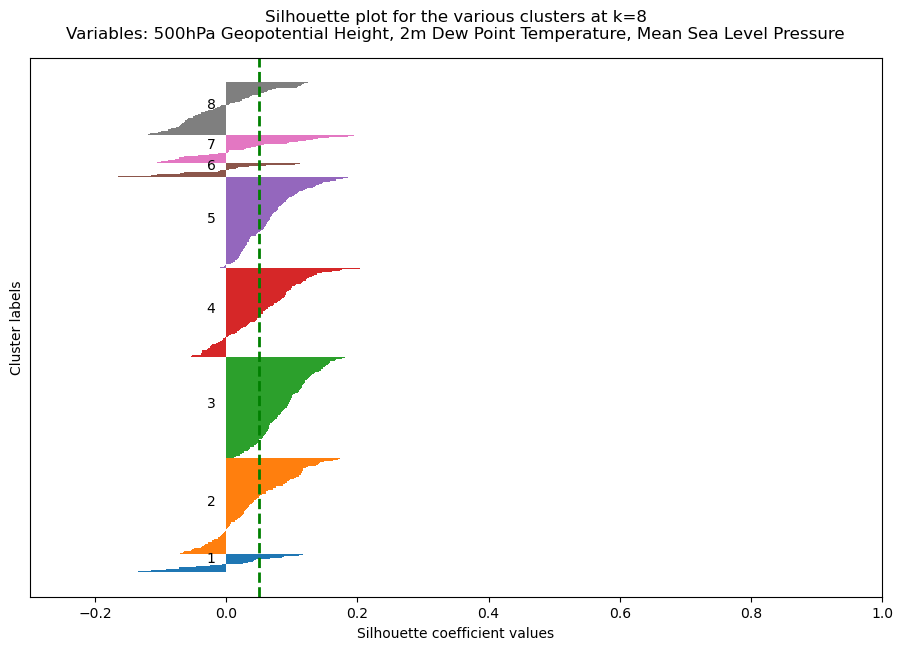 Silhouette plot for the various clusters at k=8
Variables: 500hPa Geopotential Height, 2m Dew Point Temperature, Mean Sea Level Pressure
8
7
6
5
4
3
2
1
Cluster labels
−0.2 0.0 0.2 0.4 0.6 0.8 1.0
Silhouette coefficient values